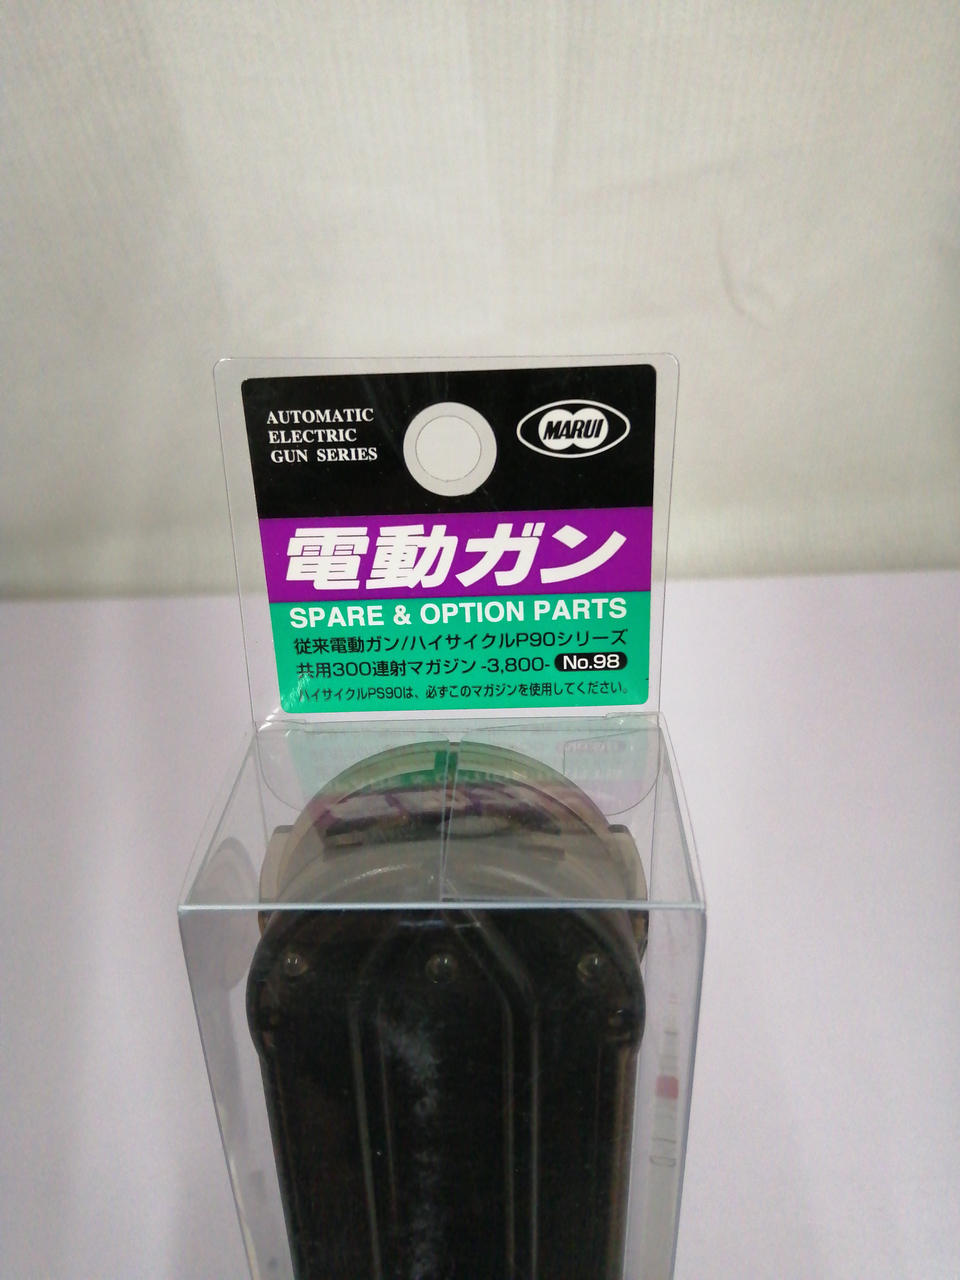 AUTOMATIC
ELECTRIC
GUN SERIES
MARUI
電動ガン
SPARE & OPTION PARTS
従来電動ガン/ハイサイクルP90シリーズ
共用300連射マガジン -3,800- No.98
ハイサイクルPS90は、必ずこのマガジンを使用してください。